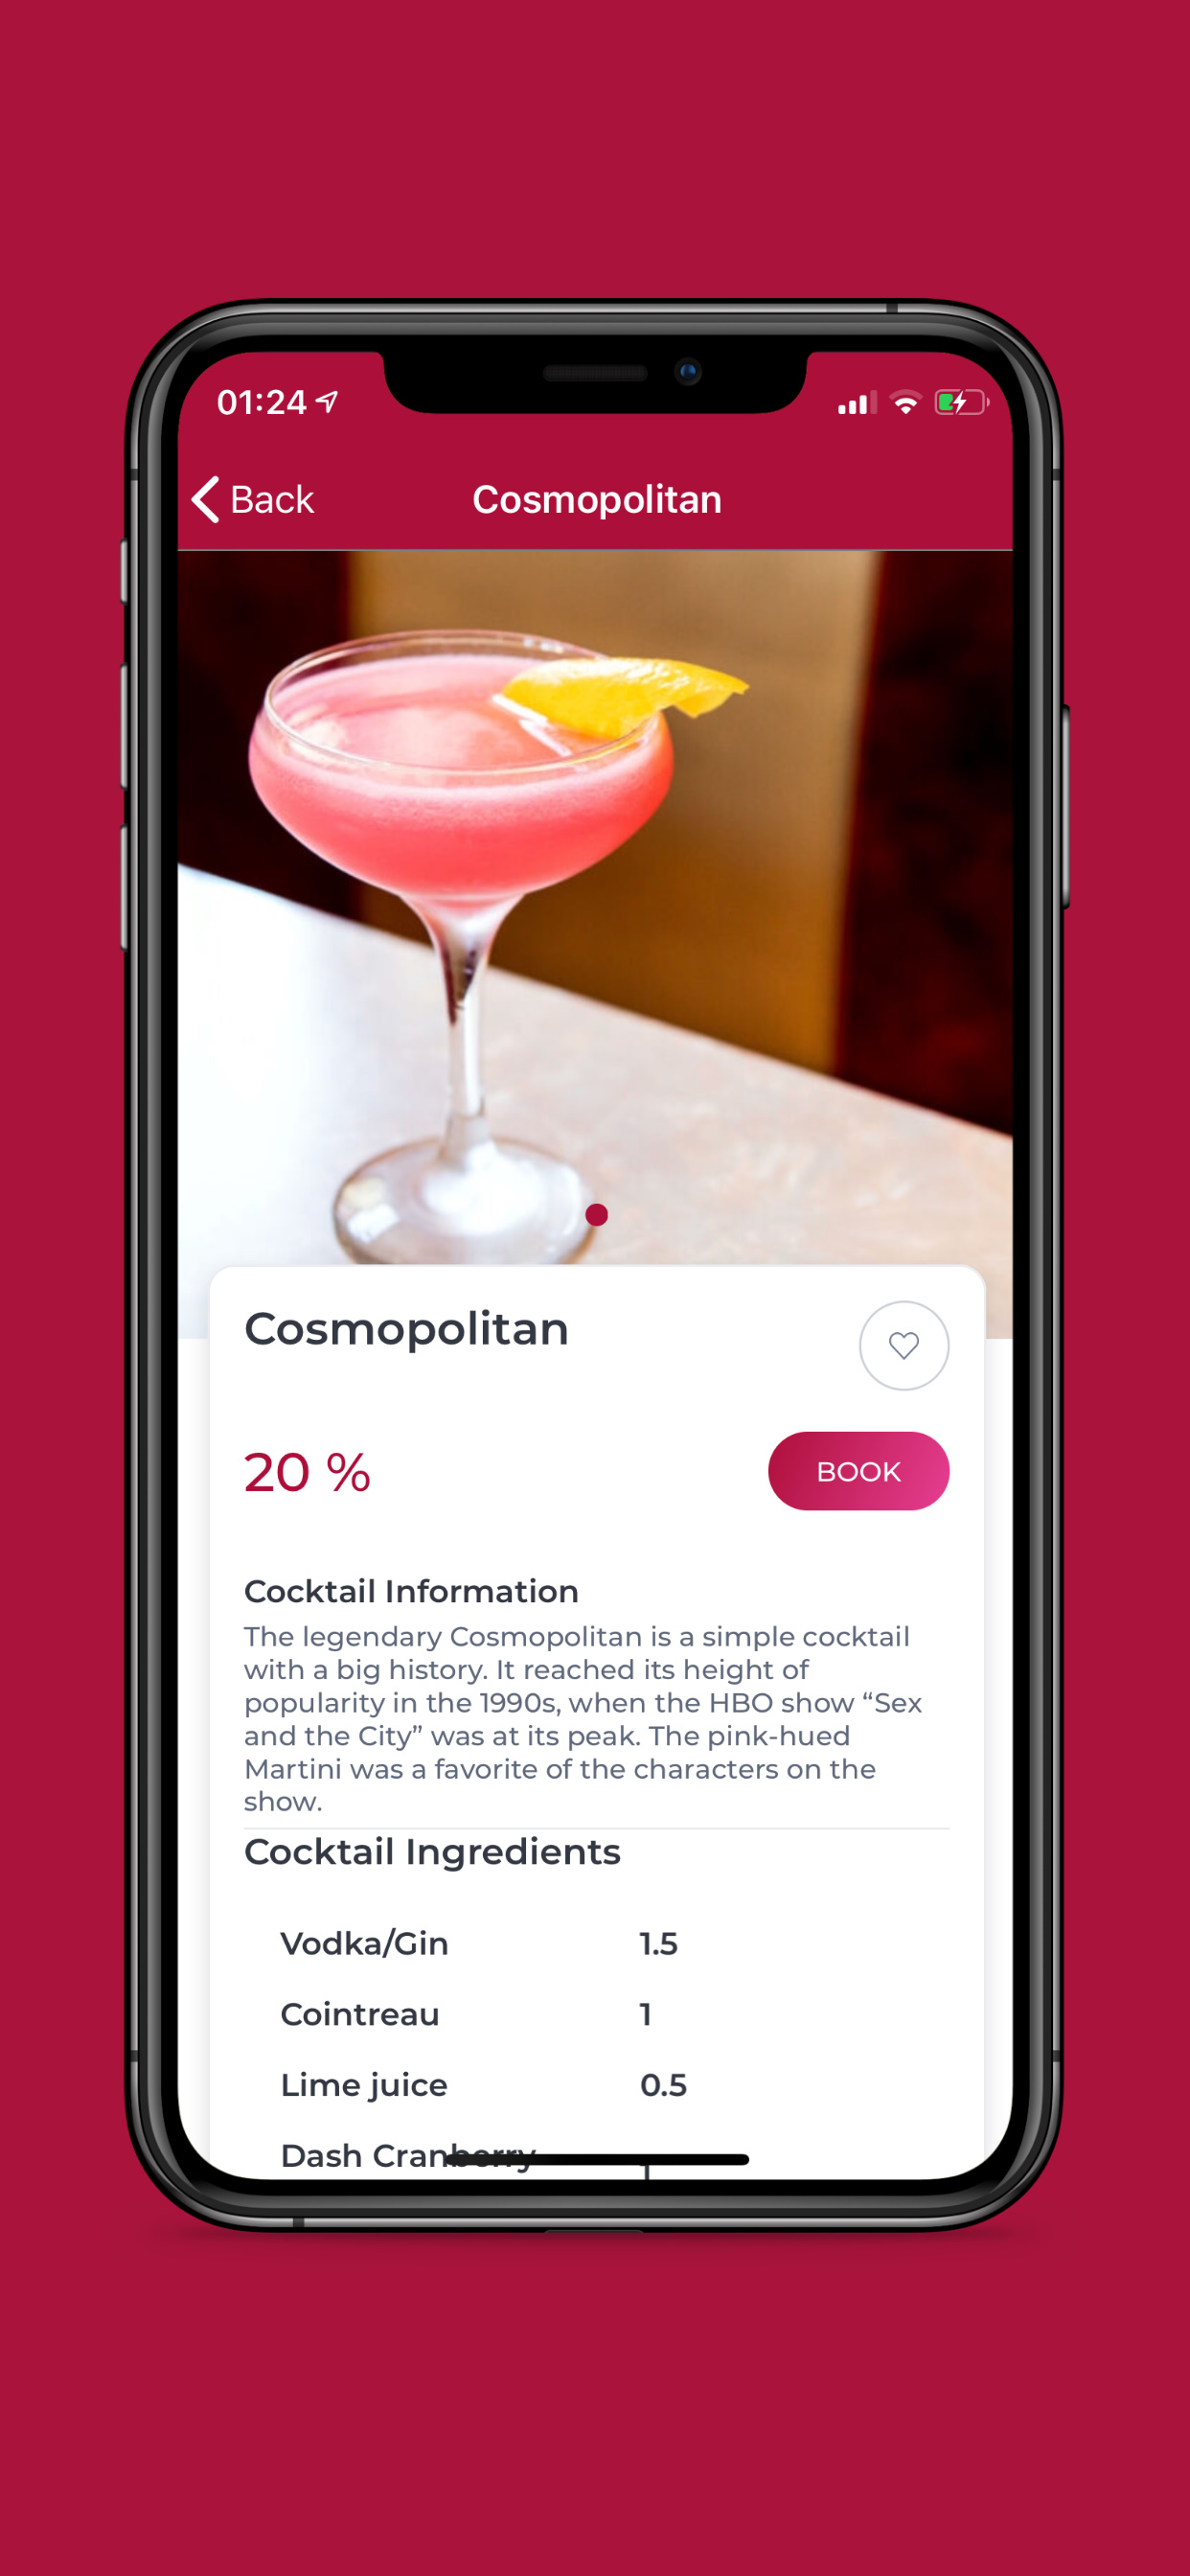 01:24
Back
Cosmopolitan
Cosmopolitan
20 %
BOOK
Cocktail Information
The legendary Cosmopolitan is a simple cocktail
with a big history. It reached its height of
popularity in the 1990s, when the HBO show “Sex
and the City” was at its peak. The pink-hued
Martini was a favorite of the characters on the
show.
Cocktail Ingredients
Vodka/Gin 1.5
Cointreau 1
Lime juice 0.5
Dash Cranberry 1